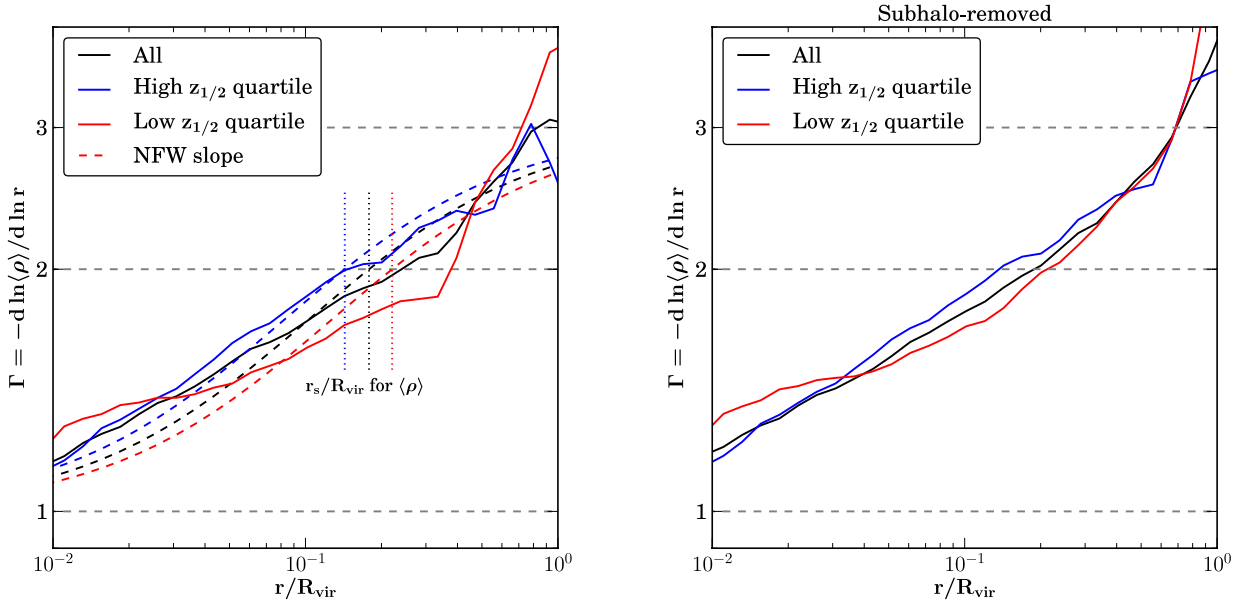 Subhalo-removed
All
High z1/2 quartile
Low z1/2 quartile
NFW slope
rs/Rvir for ⟨ρ⟩
Γ = −d ln⟨ρ⟩/d ln r
3
2
1
10⁻²
10⁻¹
10⁰
r/Rvir
All
High z1/2 quartile
Low z1/2 quartile
Γ = −d ln⟨ρ⟩/d ln r
3
2
1
10⁻²
10⁻¹
10⁰
r/Rvir